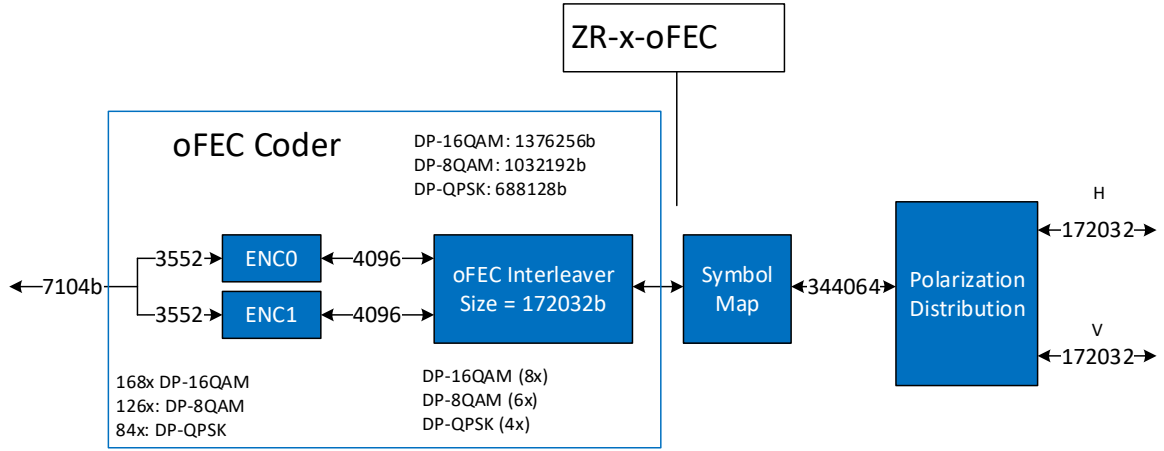 ZR-x-oFEC
oFEC Coder
DP-16QAM: 1376256b
DP-8QAM: 1032192b
DP-QPSK: 688128b
H
3552
ENC0
4096
172032
7104b
oFEC Interleaver
Size = 172032b
Symbol
Map
344064
Polarization
Distribution
3552
ENC1
4096
V
172032
168x DP-16QAM
126x: DP-8QAM
84x: DP-QPSK
DP-16QAM (8x)
DP-8QAM (6x)
DP-QPSK (4x)